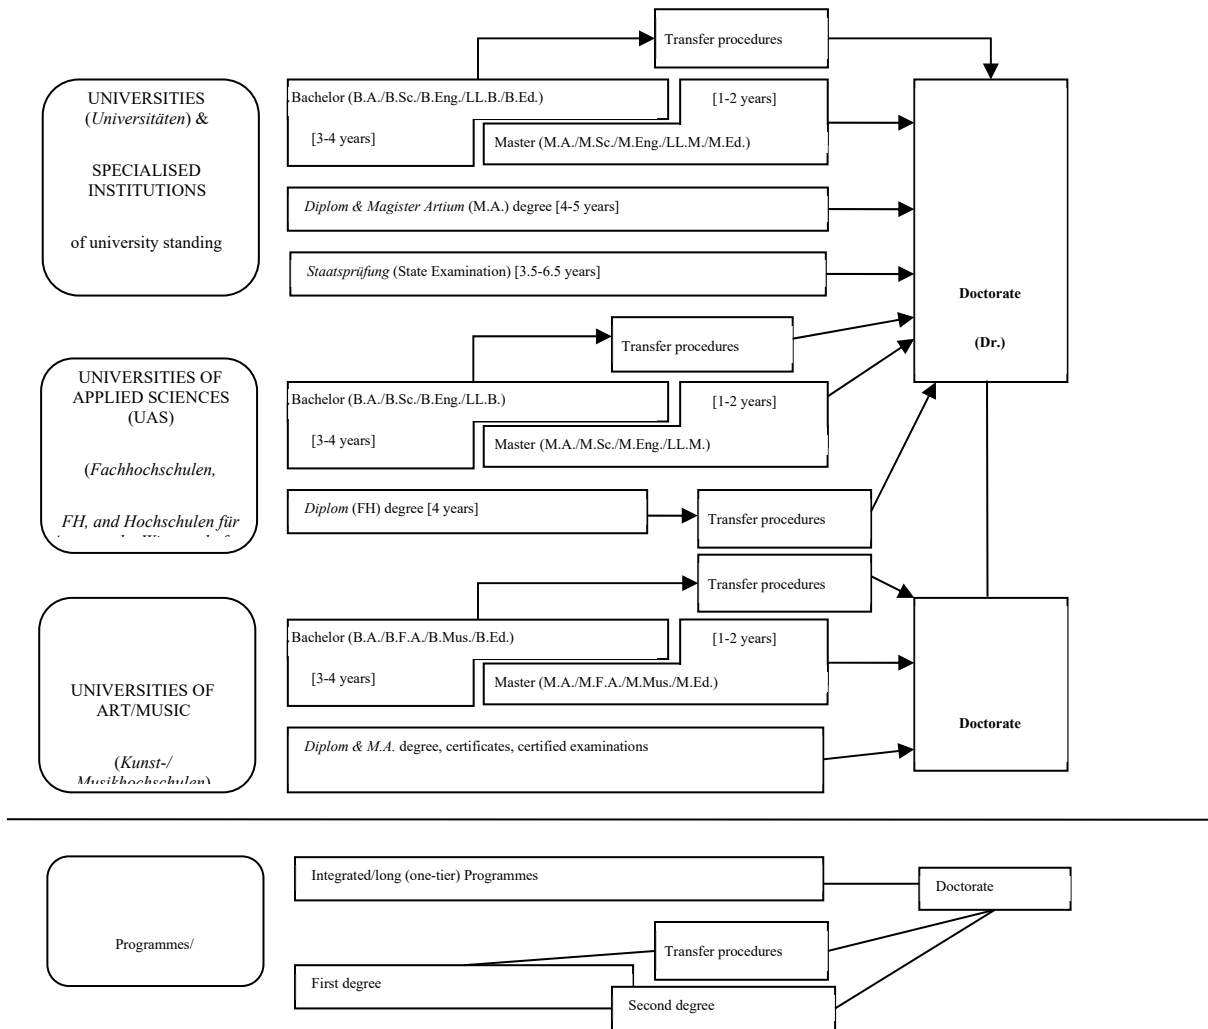 Transfer procedures
UNIVERSITIES
(Universitäten) &
SPECIALISED
INSTITUTIONS
of university standing
Bachelor (B.A./B.Sc./B.Eng./LL.B./B.Ed.)
[3-4 years]
[1-2 years]
Master (M.A./M.Sc./M.Eng./LL.M./M.Ed.)
Diplom & Magister Artium (M.A.) degree [4-5 years]
Staatsprüfung (State Examination) [3.5-6.5 years]
Doctorate
(Dr.)
Transfer procedures
UNIVERSITIES OF
APPLIED SCIENCES
(UAS)
(Fachhochschulen,
FH, and Hochschulen für
Bachelor (B.A./B.Sc./B.Eng./LL.B.)
[3-4 years]
[1-2 years]
Master (M.A./M.Sc./M.Eng./LL.M.)
Diplom (FH) degree [4 years]
Transfer procedures
Transfer procedures
UNIVERSITIES OF
ART/MUSIC
(Kunst-/
Musikhochschulen)
Bachelor (B.A./B.F.A./B.Mus./B.Ed.)
[3-4 years]
[1-2 years]
Master (M.A./M.F.A./M.Mus./M.Ed.)
Diplom & M.A. degree, certificates, certified examinations
Doctorate
Programmes/
Integrated/long (one-tier) Programmes
Doctorate
Transfer procedures
First degree
Second degree